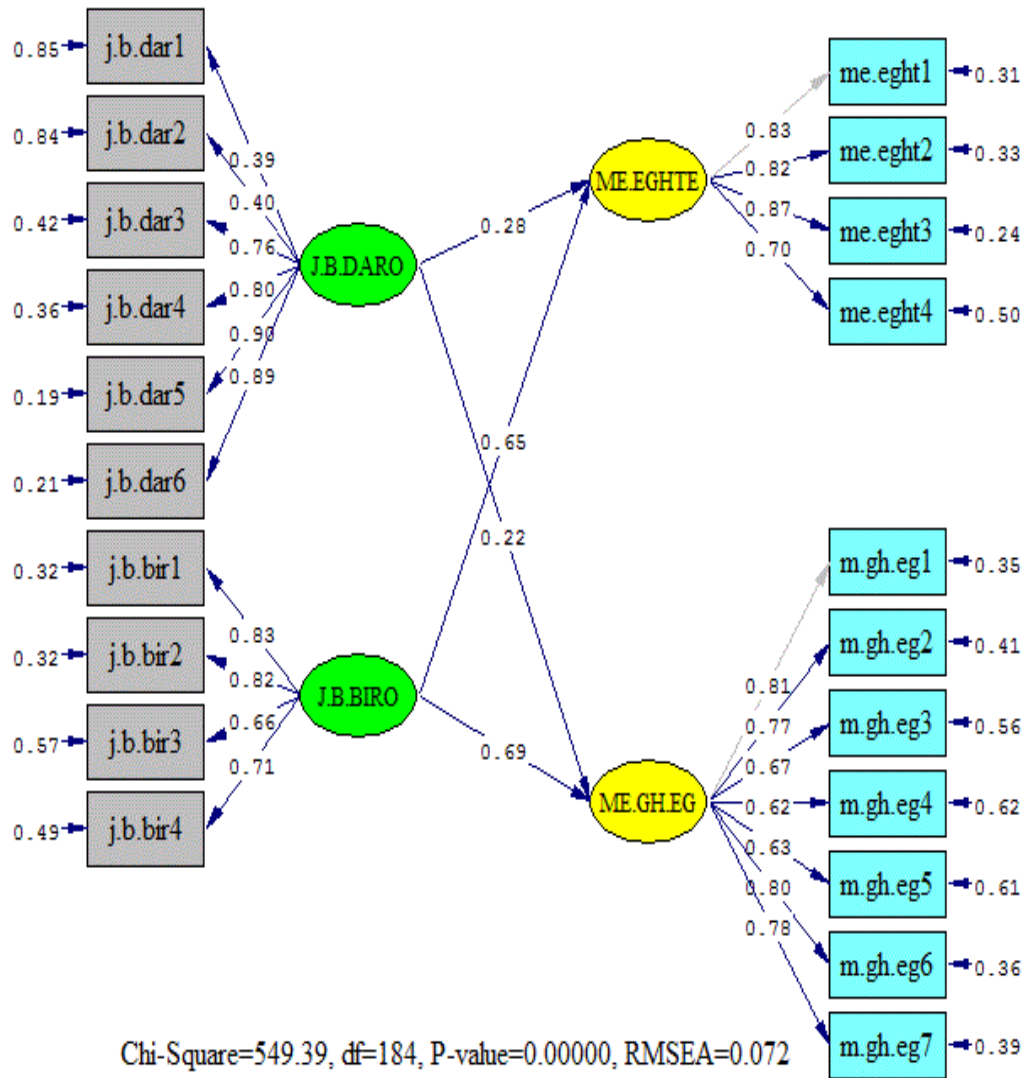 0.85 j.b.dar1
0.84 j.b.dar2
0.42 j.b.dar3
0.36 j.b.dar4
0.19 j.b.dar5
0.21 j.b.dar6
0.32 j.b.bir1
0.32 j.b.bir2
0.57 j.b.bir3
0.49 j.b.bir4
0.39
0.40
0.76
0.80
0.90
0.89
J.B.DARO
0.83
0.82
0.66
0.71
J.B.BIRO
0.28
0.65
0.22
0.69
ME.EGHTE
0.83
0.82
0.87
0.70
me.eght1 0.31
me.eght2 0.33
me.eght3 0.24
me.eght4 0.50
ME.GH.EG
0.81
0.77
0.67
0.62
0.63
0.80
0.78
m.gh.eg1 0.35
m.gh.eg2 0.41
m.gh.eg3 0.56
m.gh.eg4 0.62
m.gh.eg5 0.61
m.gh.eg6 0.36
m.gh.eg7 0.39
Chi-Square=549.39, df=184, P-value=0.00000, RMSEA=0.072